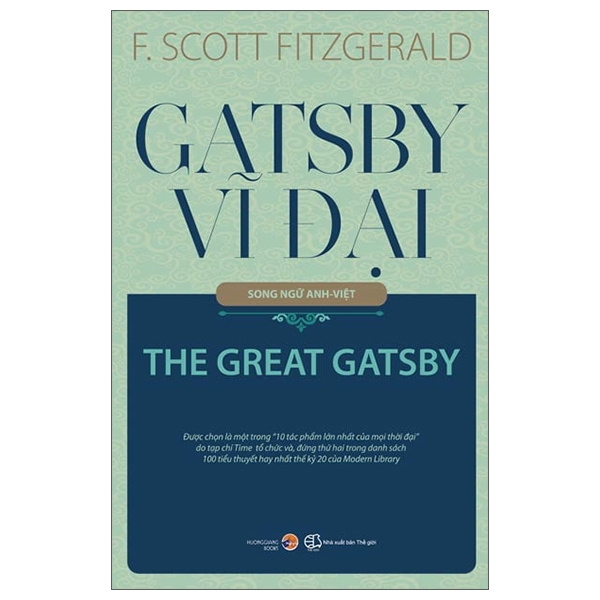 F. SCOTT FITZGERALD
GATSBY
VĨ ĐẠI
SONG NGỮ ANH-VIỆT
THE GREAT GATSBY
Được chọn là một trong "10 tác phẩm lớn nhất của mọi thời đại"
do tạp chí Time tổ chức và, đứng thứ hai trong danh sách
100 tiểu thuyết hay nhất thế kỷ 20 của Modern Library
HUONGGIANG
BOOKS
Nhà xuất bản Thế giới